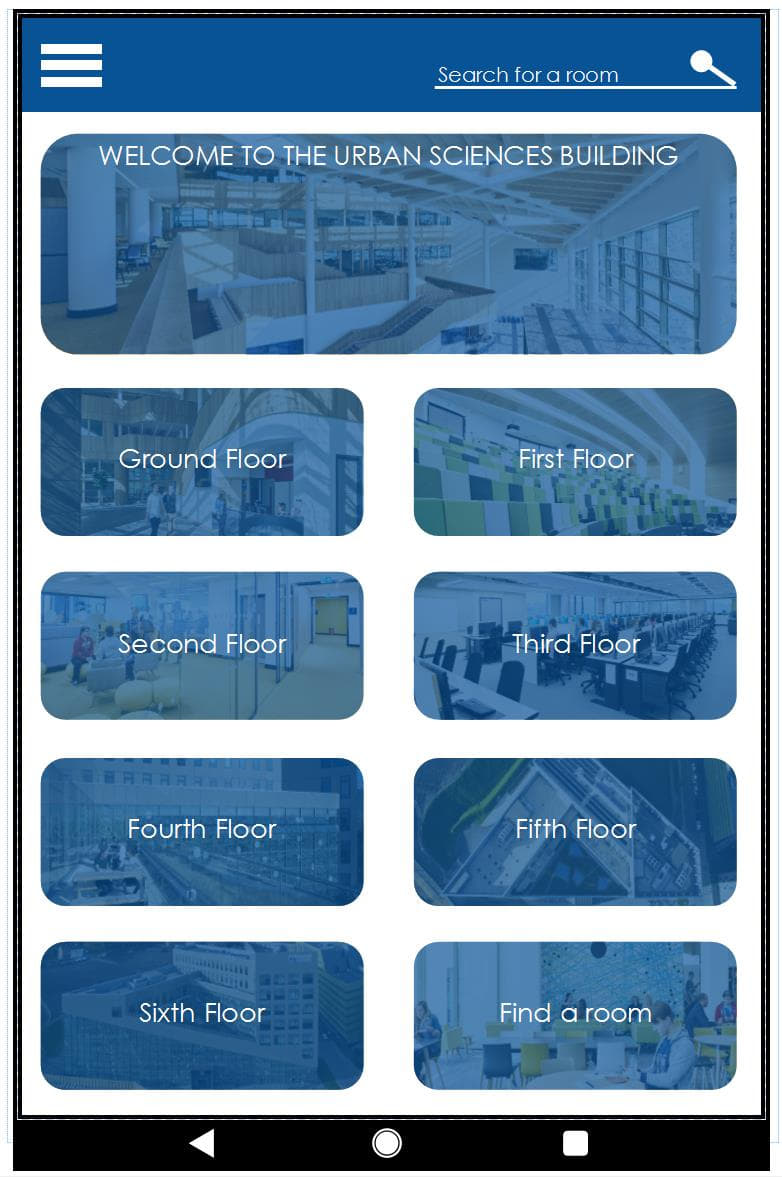 Search for a room
WELCOME TO THE URBAN SCIENCES BUILDING
Ground Floor
First Floor
Second Floor
Third Floor
Fourth Floor
Fifth Floor
Sixth Floor
Find a room